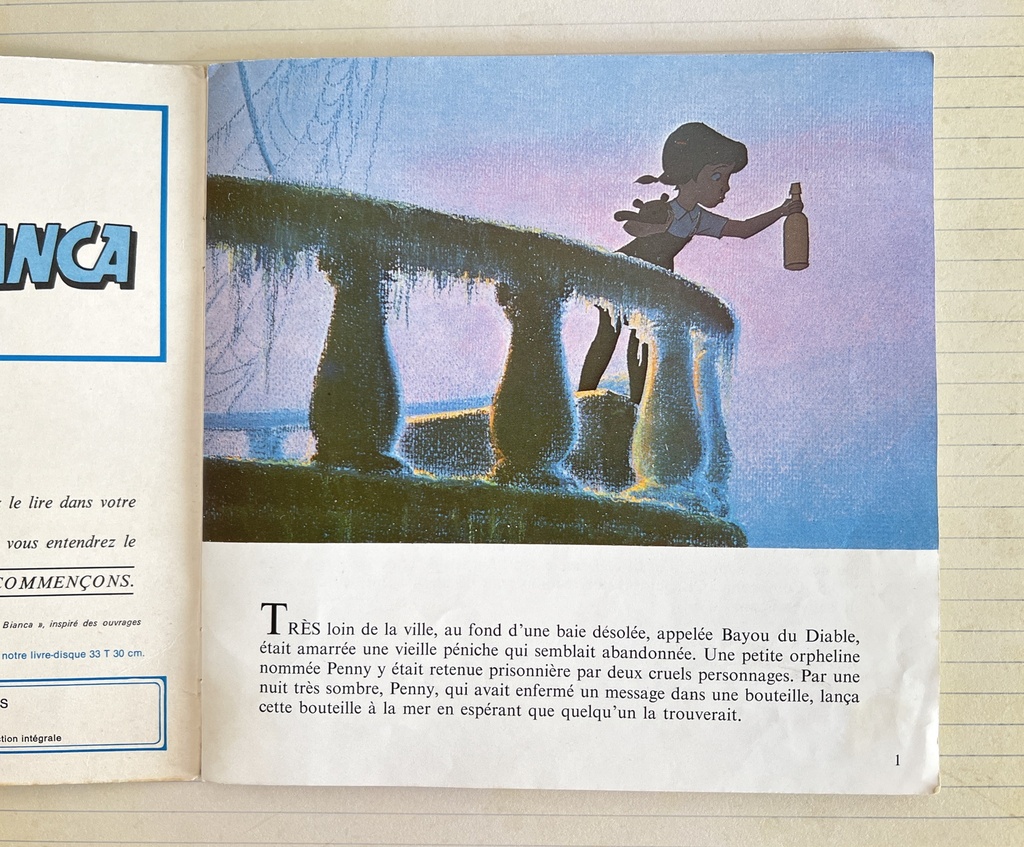 ANCA
le lire dans votre
vous entendrez le
COMMENÇONS.
Bianca », inspiré des ouvrages
notre livre-disque 33 T 30 cm.
S
tion intégrale
TRÈS loin de la ville, au fond d'une baie désolée, appelée Bayou du Diable,
était amarrée une vieille péniche qui semblait abandonnée. Une petite orpheline
nommée Penny y était retenue prisonnière par deux cruels personnages. Par une
nuit très sombre, Penny, qui avait enfermé un message dans une bouteille, lança
cette bouteille à la mer en espérant que quelqu'un la trouverait.
1